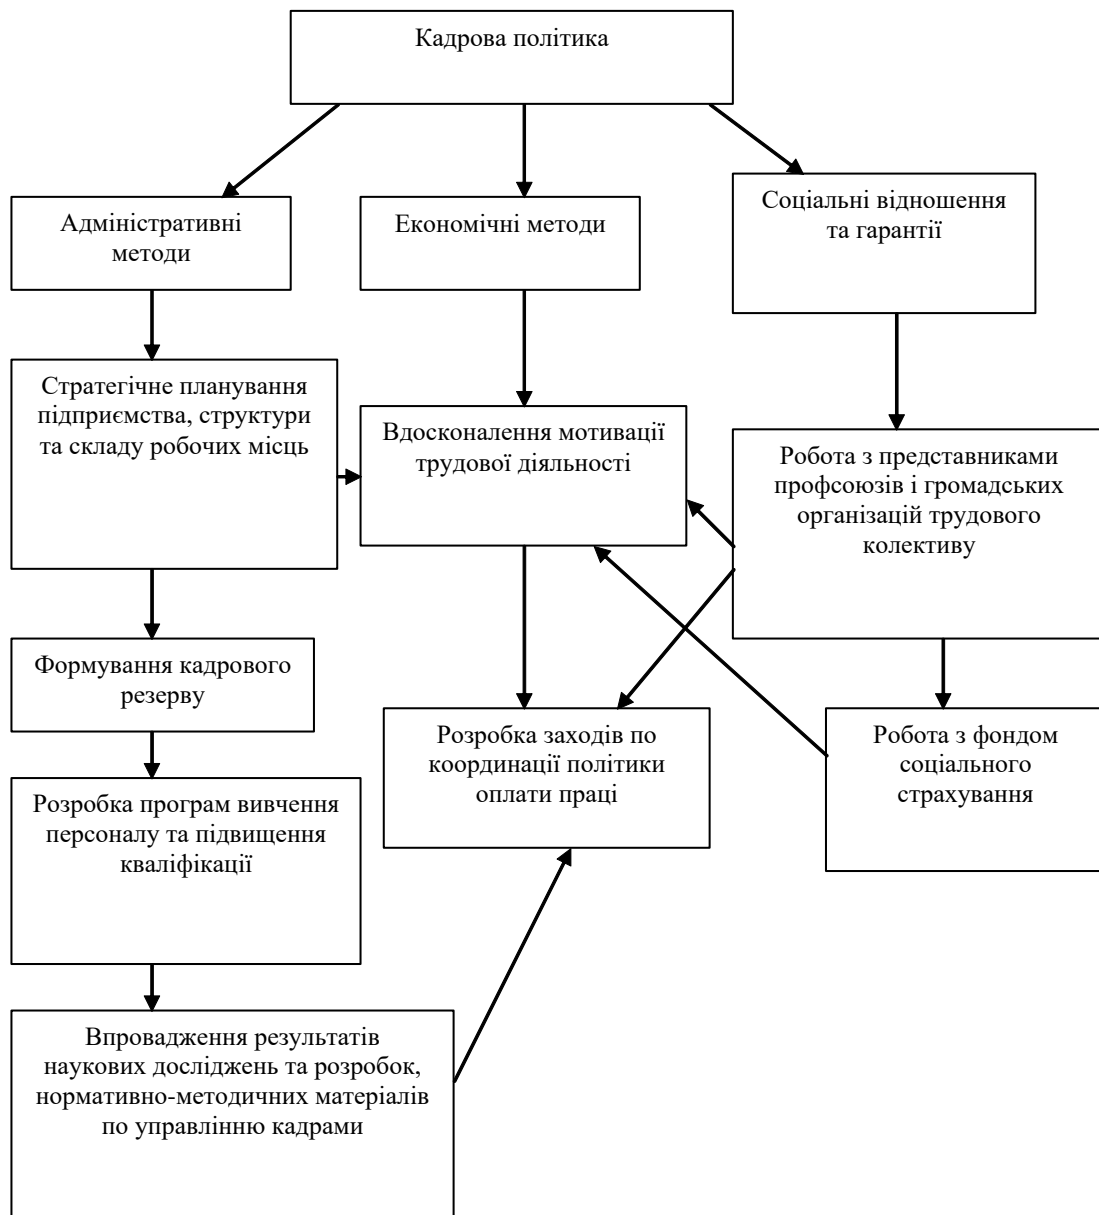 Кадрова політика
Адміністративні
методи
Економічні методи
Соціальні відношення
та гарантії
Стратегічне планування
підприємства, структури
та складу робочих місць
Вдосконалення мотивації
трудової діяльності
Робота з представниками
профсоюзів і громадських
організацій трудового
колективу
Формування кадрового
резерву
Розробка заходів по
координації політики
оплати праці
Робота з фондом
соціального
страхування
Розробка програм вивчення
персоналу та підвищення
кваліфікації
Впровадження результатів
наукових досліджень та розробок,
нормативно-методичних матеріалів
по управлінню кадрами